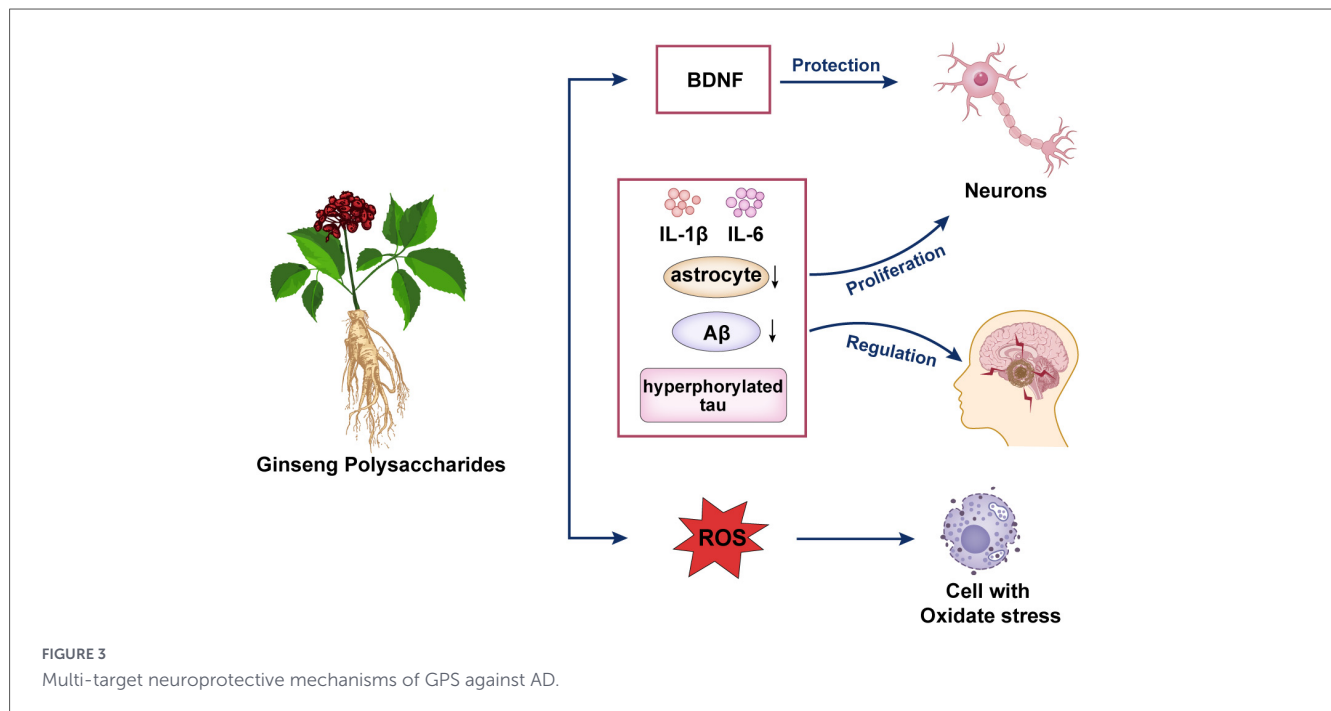 BDNF
Protection
Neurons
IL-1β IL-6
astrocyte ↓
Proliferation
Aβ ↓
Regulation
hyperphorylated
tau
Ginseng Polysaccharides
ROS
Cell with
Oxidate stress
FIGURE 3
Multi-target neuroprotective mechanisms of GPS against AD.